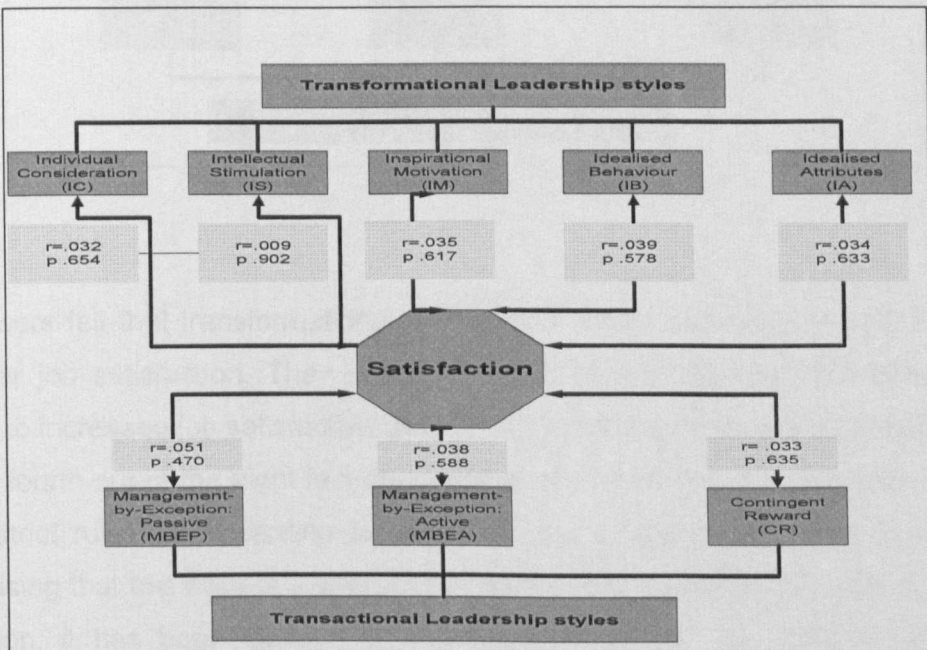 Transformational Leadership styles
Individual
Consideration
(IC)
Intellectual
Stimulation
(IS)
Inspirational
Motivation
(IM)
Idealised
Behaviour
(IB)
Idealised
Attributes
(IA)
r=.032
p .654
r=.009
p .902
r=.035
p .617
r=.039
p .578
r=.034
p .633
Satisfaction
r=.051
p .470
r=.038
p .588
r= .033
p .635
Management-
by-Exception:
Passive
(MBEP)
Management-
by-Exception:
Active
(MBEA)
Contingent
Reward
(CR)
Transactional Leadership styles